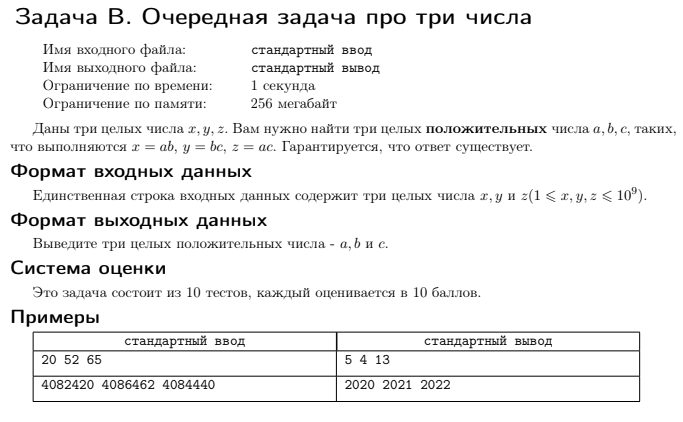 Задача B. Очередная задача про три числа
Имя входного файла: стандартный ввод
Имя выходного файла: стандартный вывод
Ограничение по времени: 1 секунда
Ограничение по памяти: 256 мегабайт
Даны три целых числа x, y, z. Вам нужно найти три целых положительных числа a, b, c, таких,
что выполняются x = ab, y = bc, z = ac. Гарантируется, что ответ существует.
Формат входных данных
Единственная строка входных данных содержит три целых числа x, y и z(1 ⩽ x, y, z ⩽ 10⁹).
Формат выходных данных
Выведите три целых положительных числа - a, b и c.
Система оценки
Это задача состоит из 10 тестов, каждый оценивается в 10 баллов.
Примеры
стандартный ввод стандартный вывод
20 52 65 5 4 13
4082420 4086462 4084440 2020 2021 2022